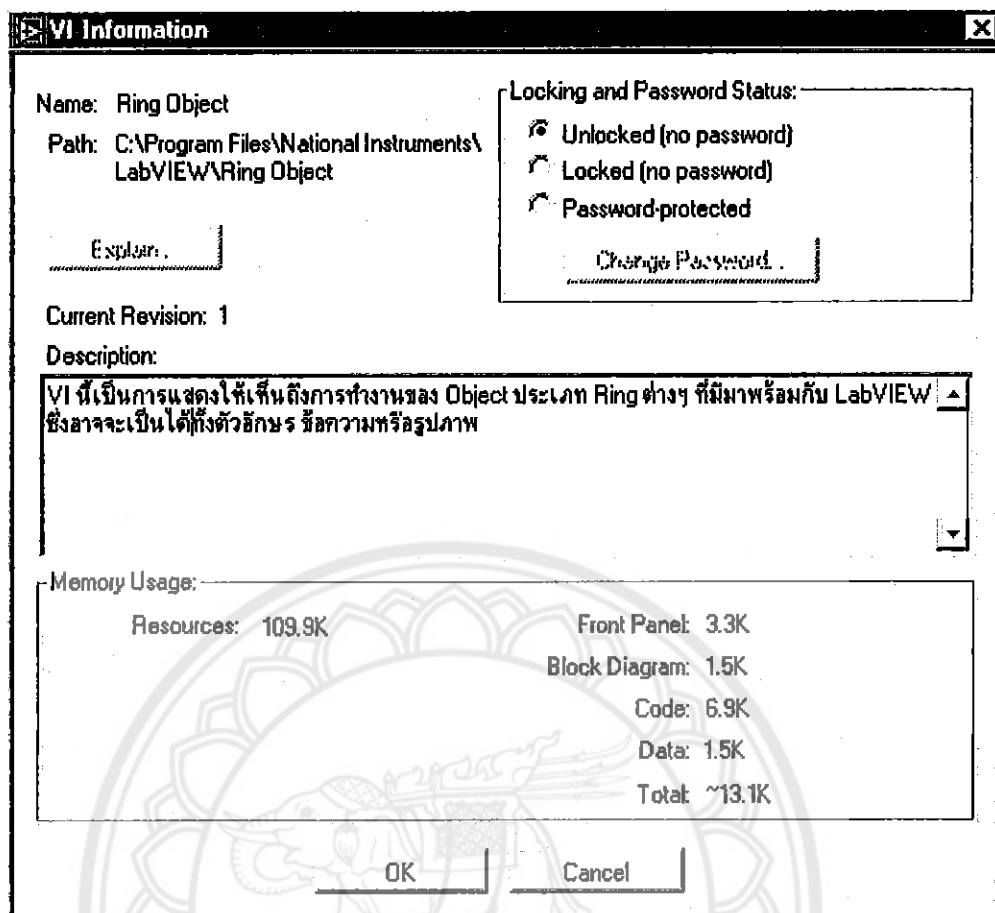 VI Information
Name: Ring Object
Path: C:\Program Files\National Instruments\
LabVIEW\Ring Object
Explain..
Locking and Password Status:
Unlocked (no password)
Locked (no password)
Password-protected
Change Password...
Current Revision: 1
Description:
VI นี้เป็นการแสดงให้เห็นถึงการทำงานของ Object ประเภท Ring ต่างๆ ที่มีมาพร้อมกับ LabVIEW
ซึ่งอาจจะเป็นได้ทั้งตัวอักษร ข้อความหรือรูปภาพ
Memory Usage:
Resources: 109.9K
Front Panel: 3.3K
Block Diagram: 1.5K
Code: 6.9K
Data: 1.5K
Total: ~13.1K
OK
Cancel